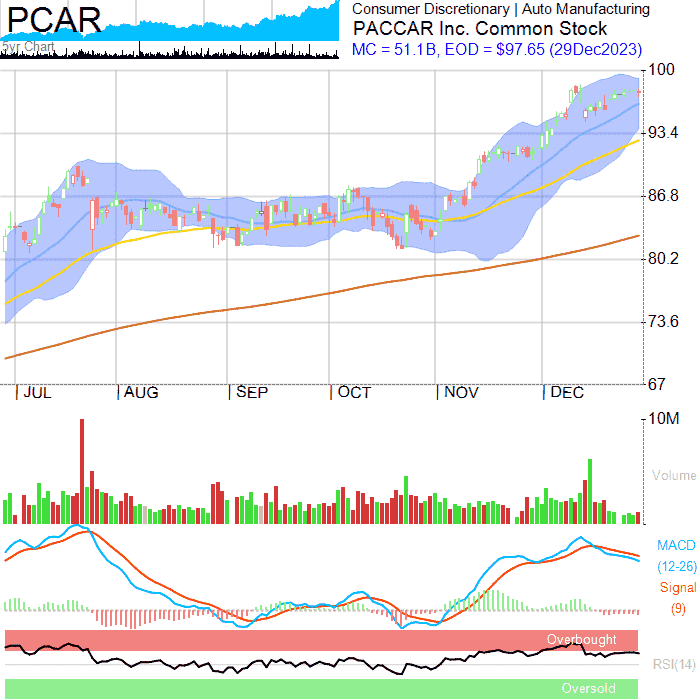 PCAR
5yr Chart
Consumer Discretionary | Auto Manufacturing
PACCAR Inc. Common Stock
MC = 51.1B, EOD = $97.65 (29Dec2023)
100
93.4
86.8
80.2
73.6
67
JUL AUG SEP OCT NOV DEC
10M
Volume
MACD
(12-26)
Signal
(9)
Overbought
RSI(14)
Oversold